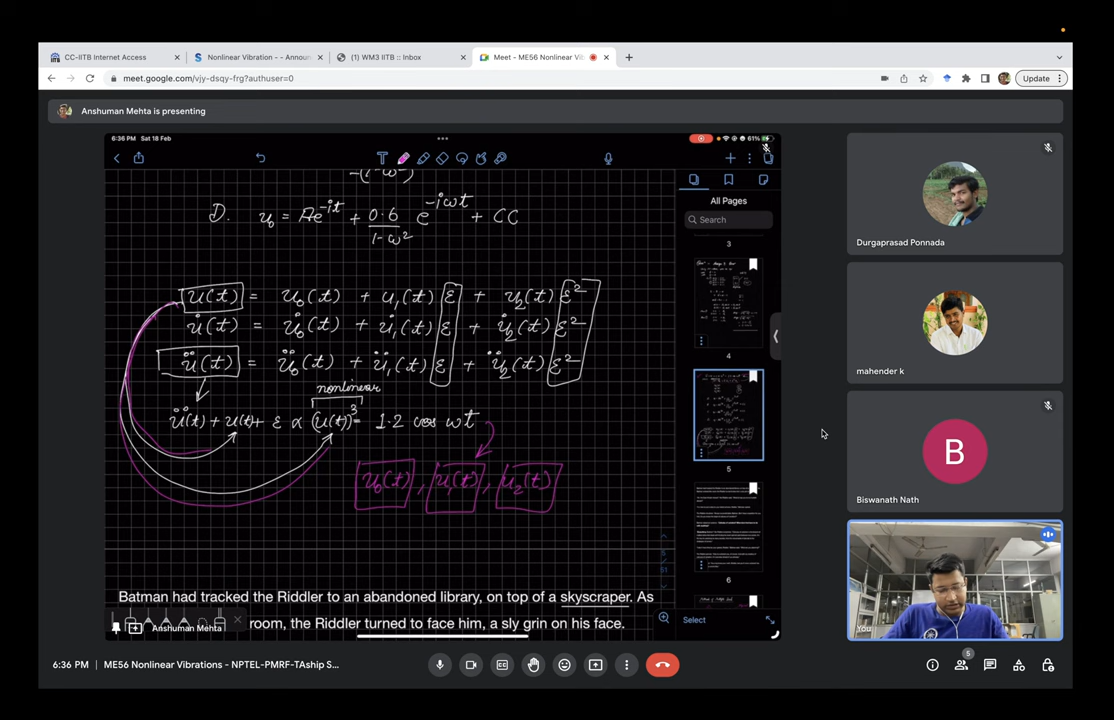 CC-IITB Internet Access
Nonlinear Vibration - - Announ
(1) WM3 IITB :: Inbox
Meet - ME56 Nonlinear Vib
meet.google.com/vjy-dsqy-frg?authuser=0
Update
Anshuman Mehta is presenting
6:36 PM Sat 18 Feb
61%
-(1-ω²)
D. u₀ = Ae^-it + 0.6/(1-ω²) e^-iωt + CC
u(t) = u₀(t) + u₁(t) ε + u₂(t) ε²
u̇(t) = u̇₀(t) + u̇₁(t) ε + u̇₂(t) ε²
ü(t) = ü₀(t) + ü₁(t) ε + ü₂(t) ε²
nonlinear
ü(t) + u(t) + ε α (u(t))³ = 1.2 cos ωt
u₀(t), u₁(t), u₂(t)
Batman had tracked the Riddler to an abandoned library, on top of a skyscraper. As
room, the Riddler turned to face him, a sly grin on his face.
Anshuman Mehta
All Pages
Search
3
4
5
6
5
51
Select
Durgaprasad Ponnada
mahender k
B
Biswanath Nath
You
6:36 PM | ME56 Nonlinear Vibrations - NPTEL-PMRF-TAship S...
5